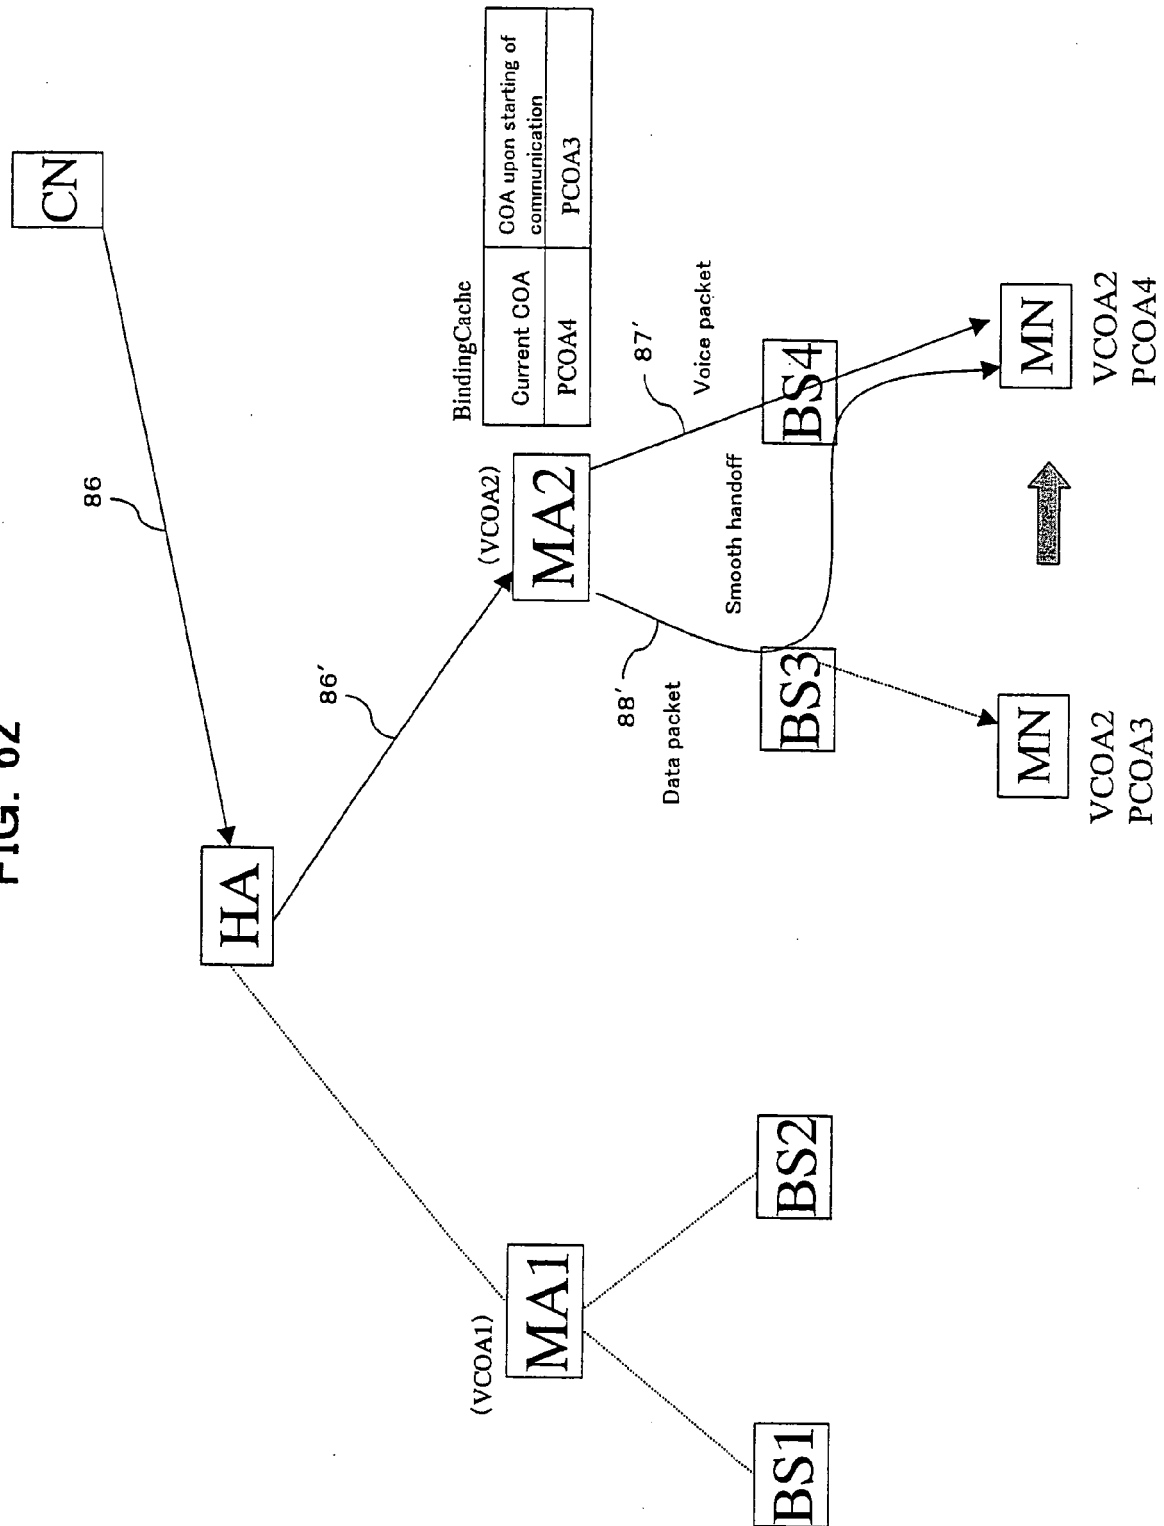 FIG.
CN
86
HA
86'
BindingCache
Current COA
COA upon starting of
communication
PCOA4
PCOA3
(VCOA1)
MA1
(VCOA2)
MA2
88'
Data packet
87'
Voice packet
Smooth handoff
BS1
BS2
BS3
BS4
MN
VCOA2
PCOA3
MN
VCOA2
PCOA4